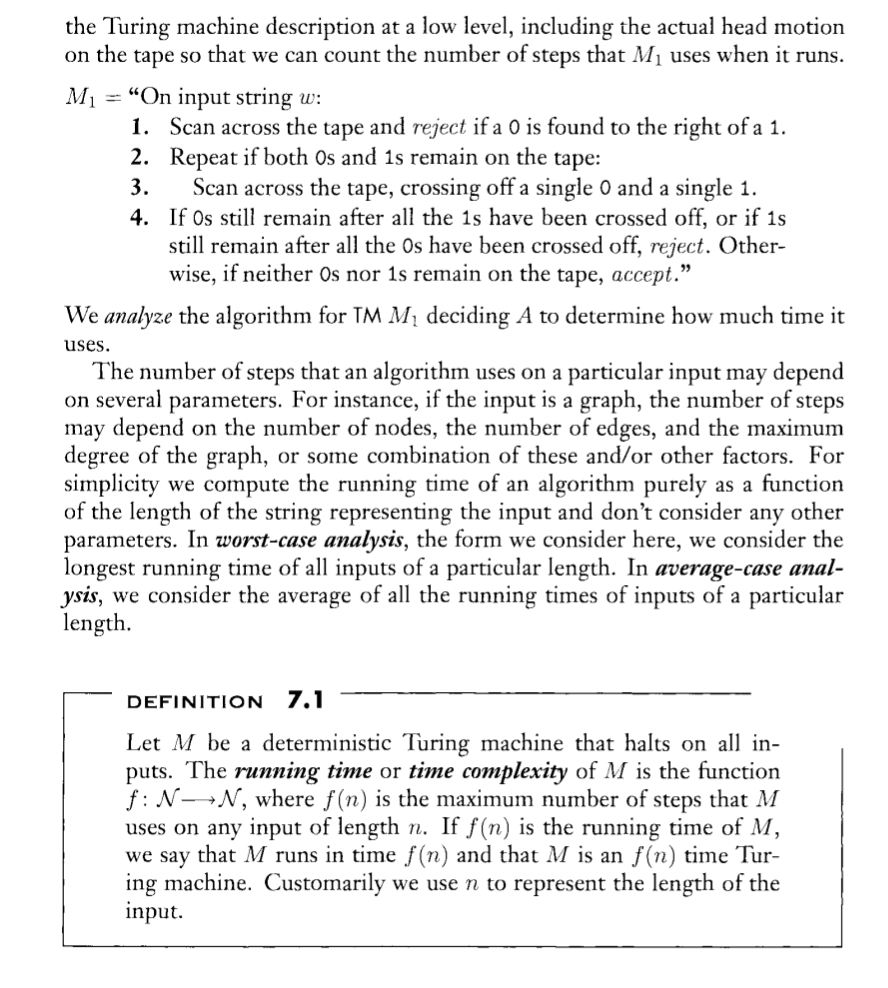 the Turing machine description at a low level, including the actual head motion
on the tape so that we can count the number of steps that M₁ uses when it runs.
M₁ = “On input string w:
1. Scan across the tape and reject if a 0 is found to the right of a 1.
2. Repeat if both 0s and 1s remain on the tape:
3. Scan across the tape, crossing off a single 0 and a single 1.
4. If 0s still remain after all the 1s have been crossed off, or if 1s
still remain after all the 0s have been crossed off, reject. Other-
wise, if neither 0s nor 1s remain on the tape, accept.”
We analyze the algorithm for TM M₁ deciding A to determine how much time it
uses.
The number of steps that an algorithm uses on a particular input may depend
on several parameters. For instance, if the input is a graph, the number of steps
may depend on the number of nodes, the number of edges, and the maximum
degree of the graph, or some combination of these and/or other factors. For
simplicity we compute the running time of an algorithm purely as a function
of the length of the string representing the input and don’t consider any other
parameters. In worst-case analysis, the form we consider here, we consider the
longest running time of all inputs of a particular length. In average-case anal-
ysis, we consider the average of all the running times of inputs of a particular
length.
DEFINITION 7.1
Let M be a deterministic Turing machine that halts on all in-
puts. The running time or time complexity of M is the function
f: N⟶N, where f(n) is the maximum number of steps that M
uses on any input of length n. If f(n) is the running time of M,
we say that M runs in time f(n) and that M is an f(n) time Tur-
ing machine. Customarily we use n to represent the length of the
input.